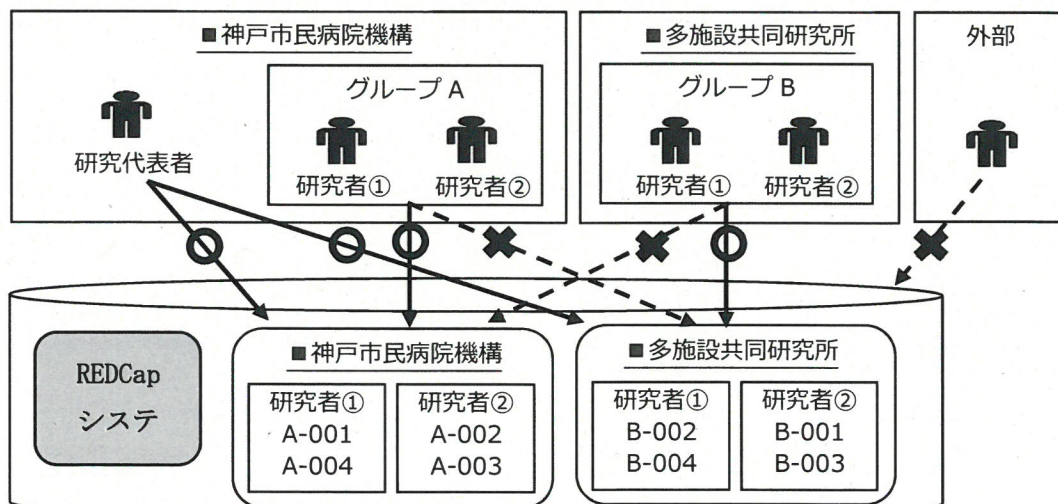 ■神戸市民病院機構
グループ A
研究代表者
研究者①
研究者②
■多施設共同研究所
グループ B
研究者①
研究者②
外部
REDCap
システ
■神戸市民病院機構
研究者①
A-001
A-004
研究者②
A-002
A-003
■多施設共同研究所
研究者①
B-002
B-004
研究者②
B-001
B-003